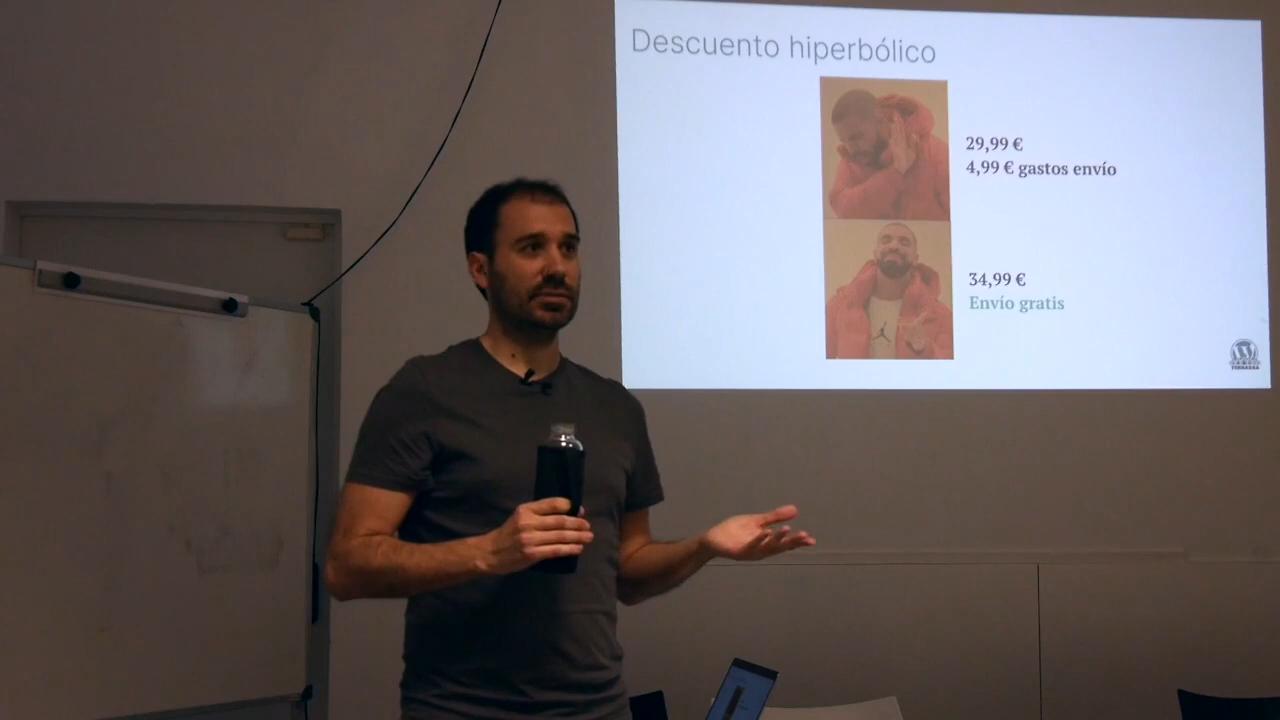 Descuento hiperbólico
29,99 €
4,99 € gastos envío
34,99 €
Envío gratis